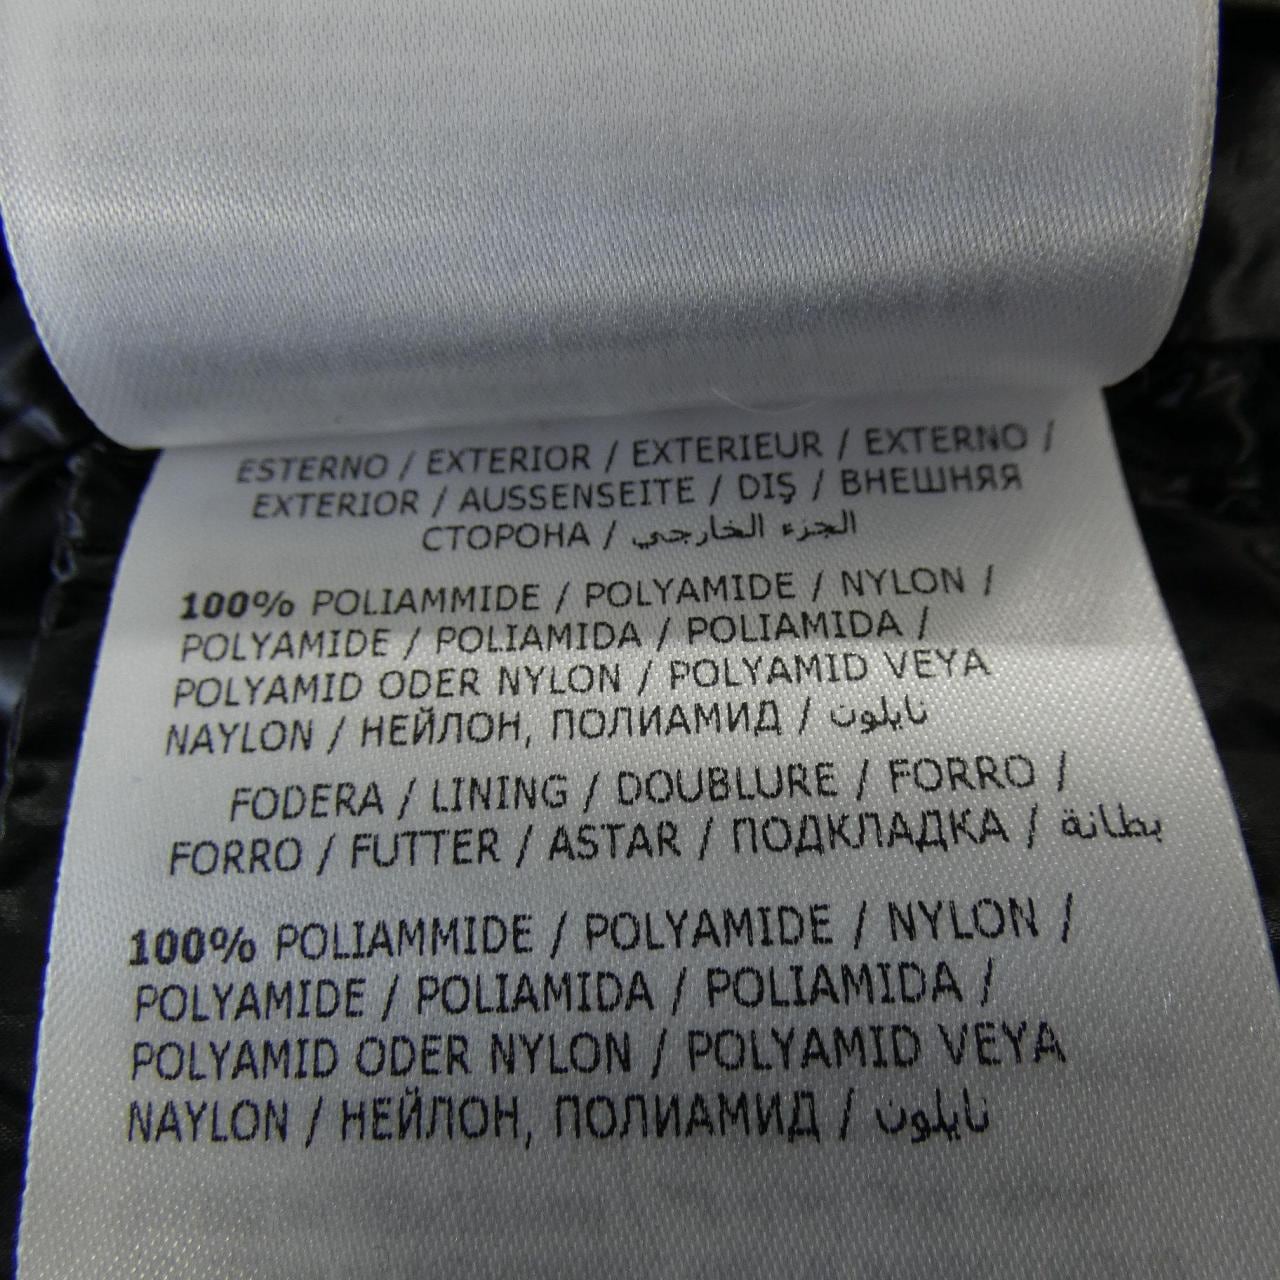 ESTERNO / EXTERIOR / EXTERIEUR / EXTERNO /
EXTERIOR / AUSSENSEITE / DIŞ / ВНЕШНЯЯ
СТОРОНА / الجزء الخارجي
100% POLIAMMIDE / POLYAMIDE / NYLON /
POLYAMIDE / POLIAMIDA / POLIAMIDA /
POLYAMID ODER NYLON / POLYAMID VEYA
NAYLON / НЕЙЛОН, ПОЛИАМИД / نايلون
FODERA / LINING / DOUBLURE / FORRO /
FORRO / FUTTER / ASTAR / ПОДКЛАДКА / بطانة
100% POLIAMMIDE / POLYAMIDE / NYLON /
POLYAMIDE / POLIAMIDA / POLIAMIDA /
POLYAMID ODER NYLON / POLYAMID VEYA
NAYLON / НЕЙЛОН, ПОЛИАМИД / نايلون